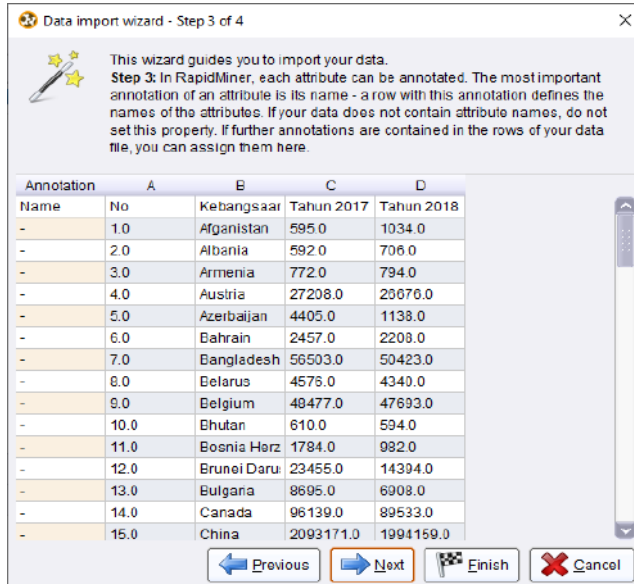 Data import wizard - Step 3 of 4
This wizard guides you to import your data.
Step 3: In RapidMiner, each attribute can be annotated. The most important
annotation of an attribute is its name - a row with this annotation defines the
names of the attributes. If your data does not contain attribute names, do not
set this property. If further annotations are contained in the rows of your data
file, you can assign them here.
Annotation A B C D
Name No Kebangsaar Tahun 2017 Tahun 2018
- 1.0 Afganistan 595.0 1034.0
- 2.0 Albania 592.0 706.0
- 3.0 Armenia 772.0 794.0
- 4.0 Austria 27208.0 26676.0
- 5.0 Azerbaijan 4405.0 1138.0
- 6.0 Bahrain 2457.0 2208.0
- 7.0 Bangladesh 56503.0 50423.0
- 8.0 Belarus 4576.0 4340.0
- 9.0 Belgium 48477.0 47693.0
- 10.0 Bhutan 610.0 594.0
- 11.0 Bosnia Herz 1784.0 982.0
- 12.0 Brunei Daru 23455.0 14394.0
- 13.0 Bulgaria 8695.0 6908.0
- 14.0 Canada 96139.0 89533.0
- 15.0 China 2093171.0 1994159.0
Previous Next Finish Cancel